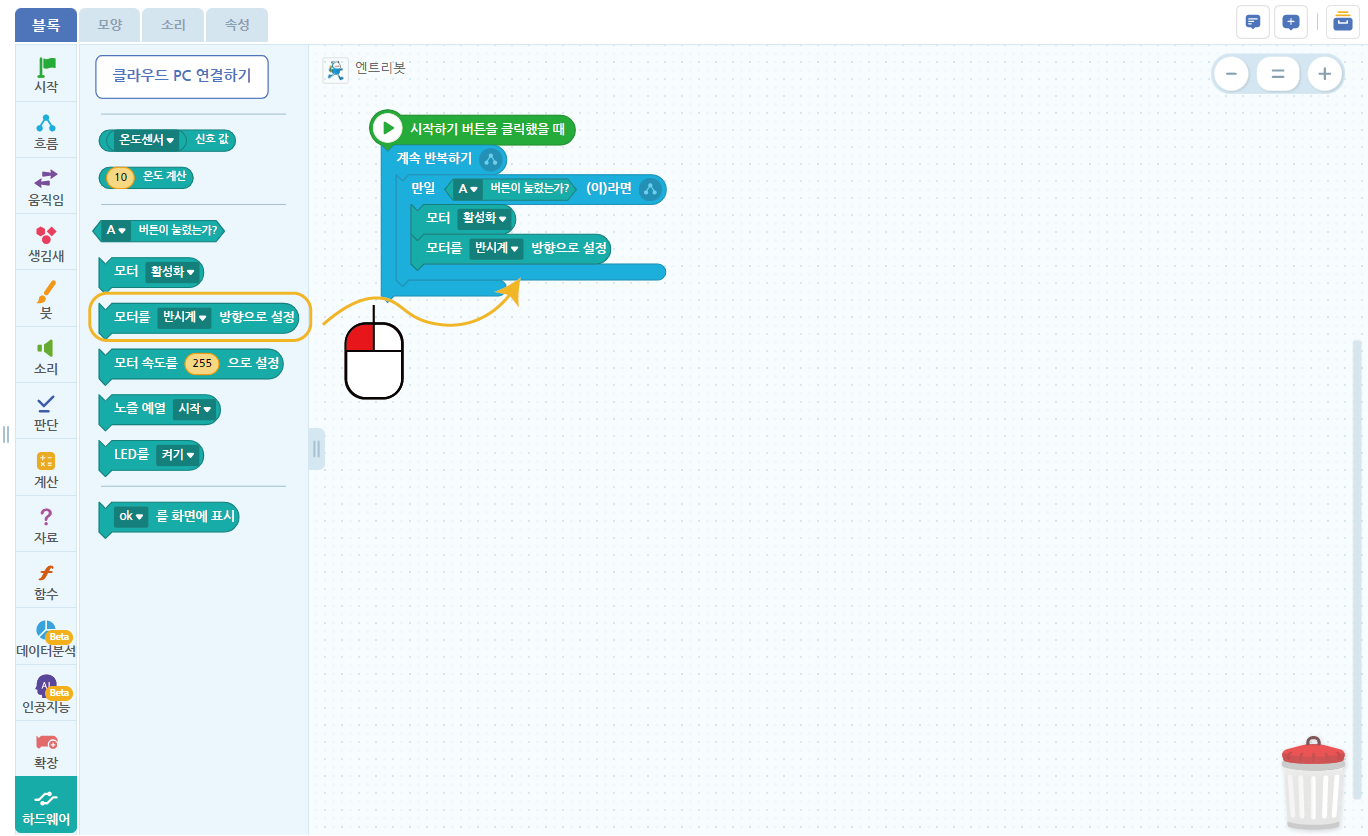 블록
모양
소리
속성
시작
흐름
움직임
생김새
붓
소리
판단
계산
자료
함수
Beta
데이터분석
AI
Beta
인공지능
확장
하드웨어
클라우드 PC 연결하기
온도센서 신호 값
10 온도 계산
A 버튼이 눌렸는가?
모터 활성화
모터를 반시계 방향으로 설정
모터 속도를 255 으로 설정
노즐 예열 시작
LED를 켜기
ok 를 화면에 표시
엔트리봇
시작하기 버튼을 클릭했을 때
계속 반복하기
만일 A 버튼이 눌렸는가? (이)라면
모터 활성화
모터를 반시계 방향으로 설정